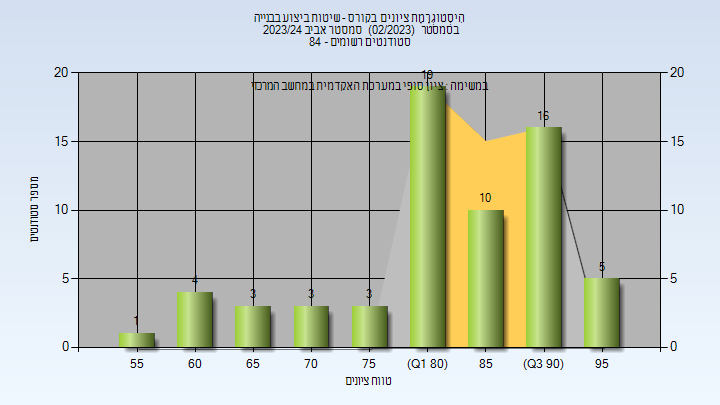 היסטוגרמת ציונים בקורס - שיטות ביצוע בבנייה
בסמסטר (02/2023) סמסטר אביב 2023/24
סטודנטים רשומים - 84
במשימה - ציון סופי במערכת האקדמית במחשב המרכזי
20 20
15 15
10 10
5 5
0 0
1 4 3 3 3 19 10 16 5
55 60 65 70 75 (Q1 80) 85 (Q3 90) 95
מספר סטודנטים
טווח ציונים